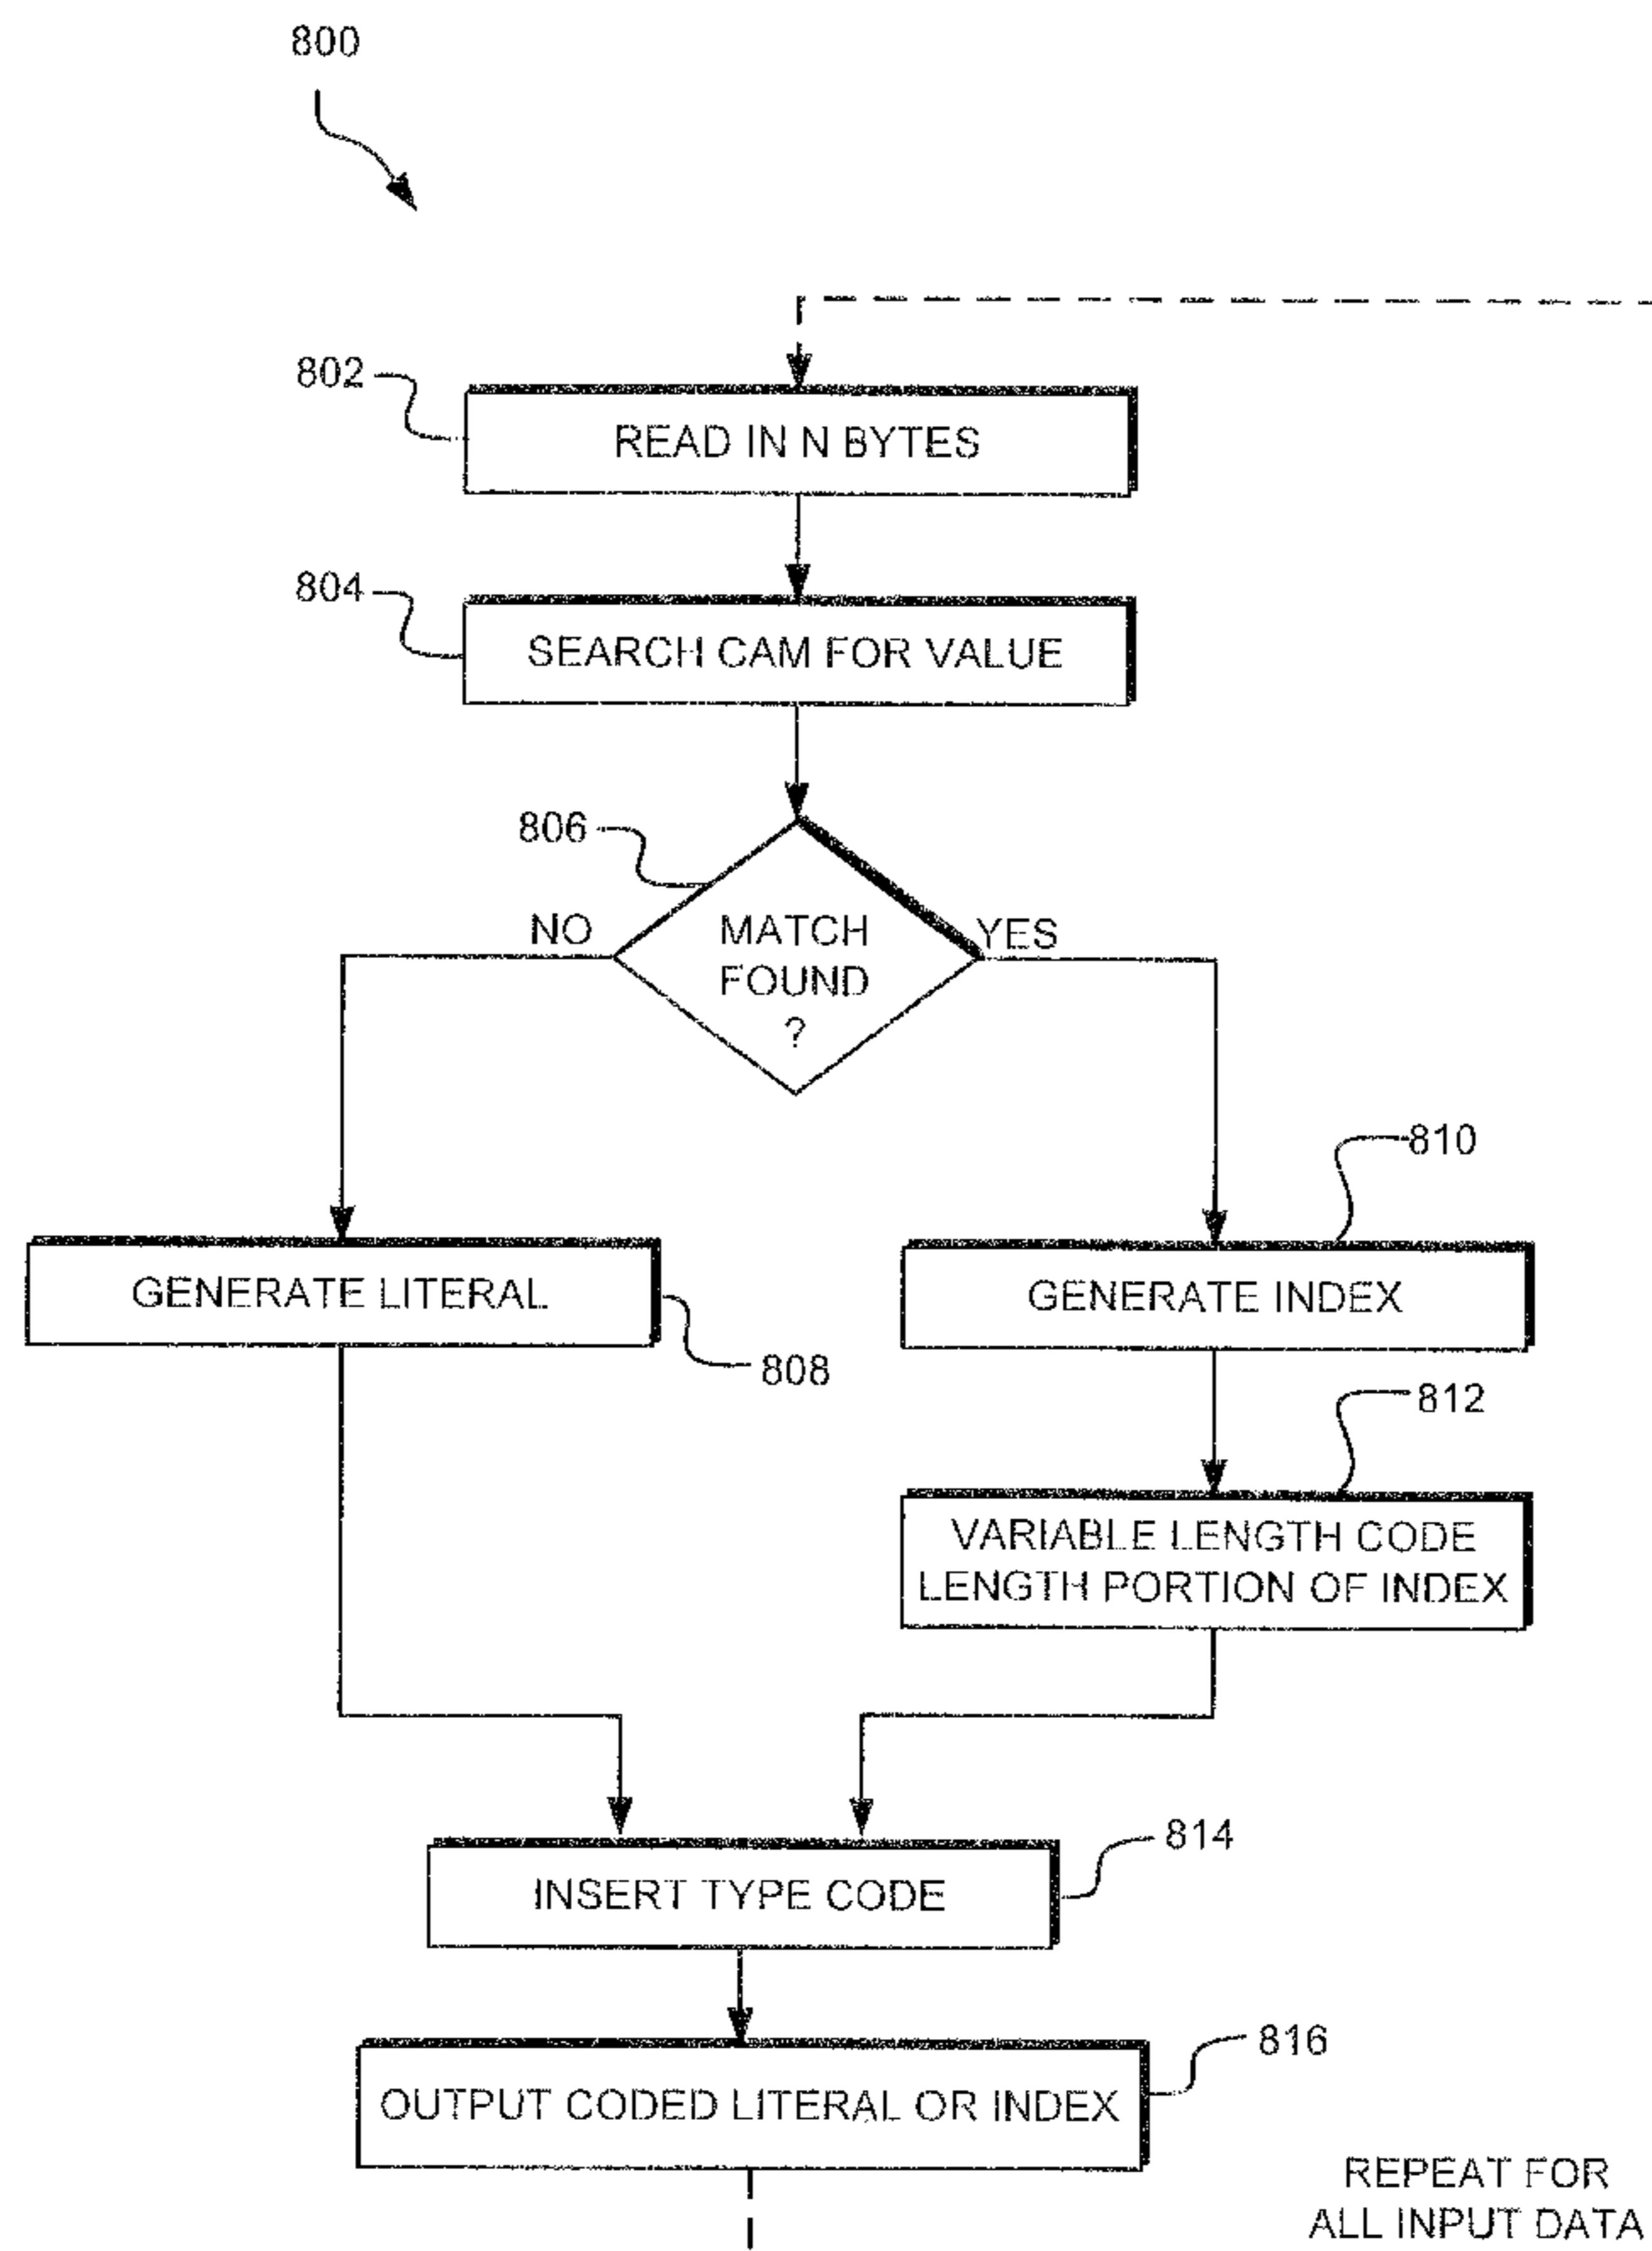 800
802
READ IN N BYTES
804
SEARCH CAM FOR VALUE
806
NO
MATCH
FOUND
?
YES
810
GENERATE LITERAL
808
GENERATE INDEX
812
VARIABLE LENGTH CODE
LENGTH PORTION OF INDEX
814
INSERT TYPE CODE
816
OUTPUT CODED LITERAL OR INDEX
REPEAT FOR
ALL INPUT DATA